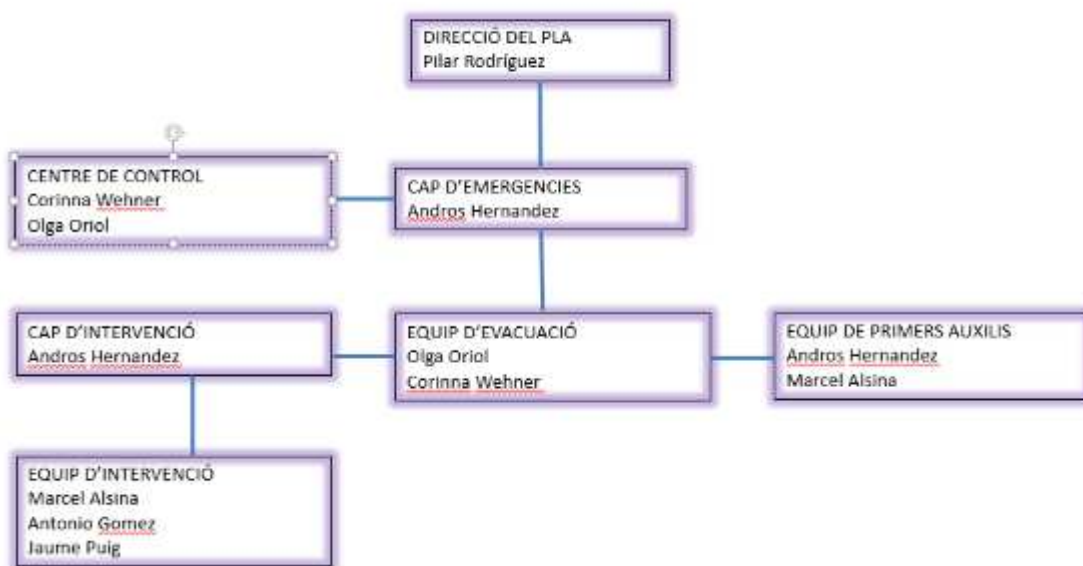 DIRECCIÓ DEL PLA
Pilar Rodríguez
CENTRE DE CONTROL
Corinna Wehner
Olga Oriol
CAP D'EMERGENCIES
Andros Hernandez
CAP D'INTERVENCIÓ
Andros Hernandez
EQUIP D'EVACUACIÓ
Olga Oriol
Corinna Wehner
EQUIP DE PRIMERS AUXILIS
Andros Hernandez
Marcel Alsina
EQUIP D'INTERVENCIÓ
Marcel Alsina
Antonio Gomez
Jaume Puig